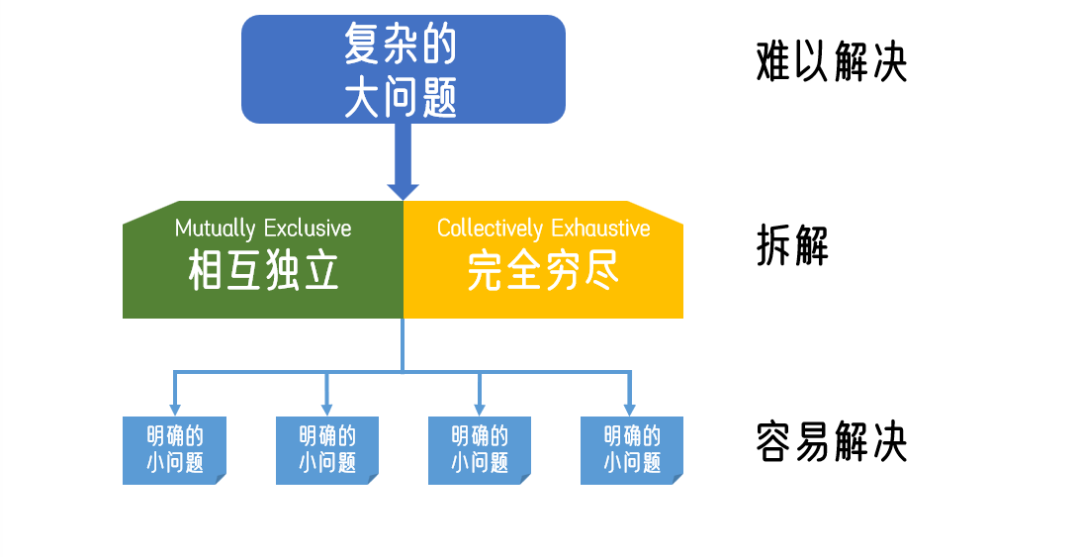 复杂的
大问题
难以解决
Mutually Exclusive
相互独立
Collectively Exhaustive
完全穷尽
拆解
明确的
小问题
明确的
小问题
明确的
小问题
明确的
小问题
容易解决